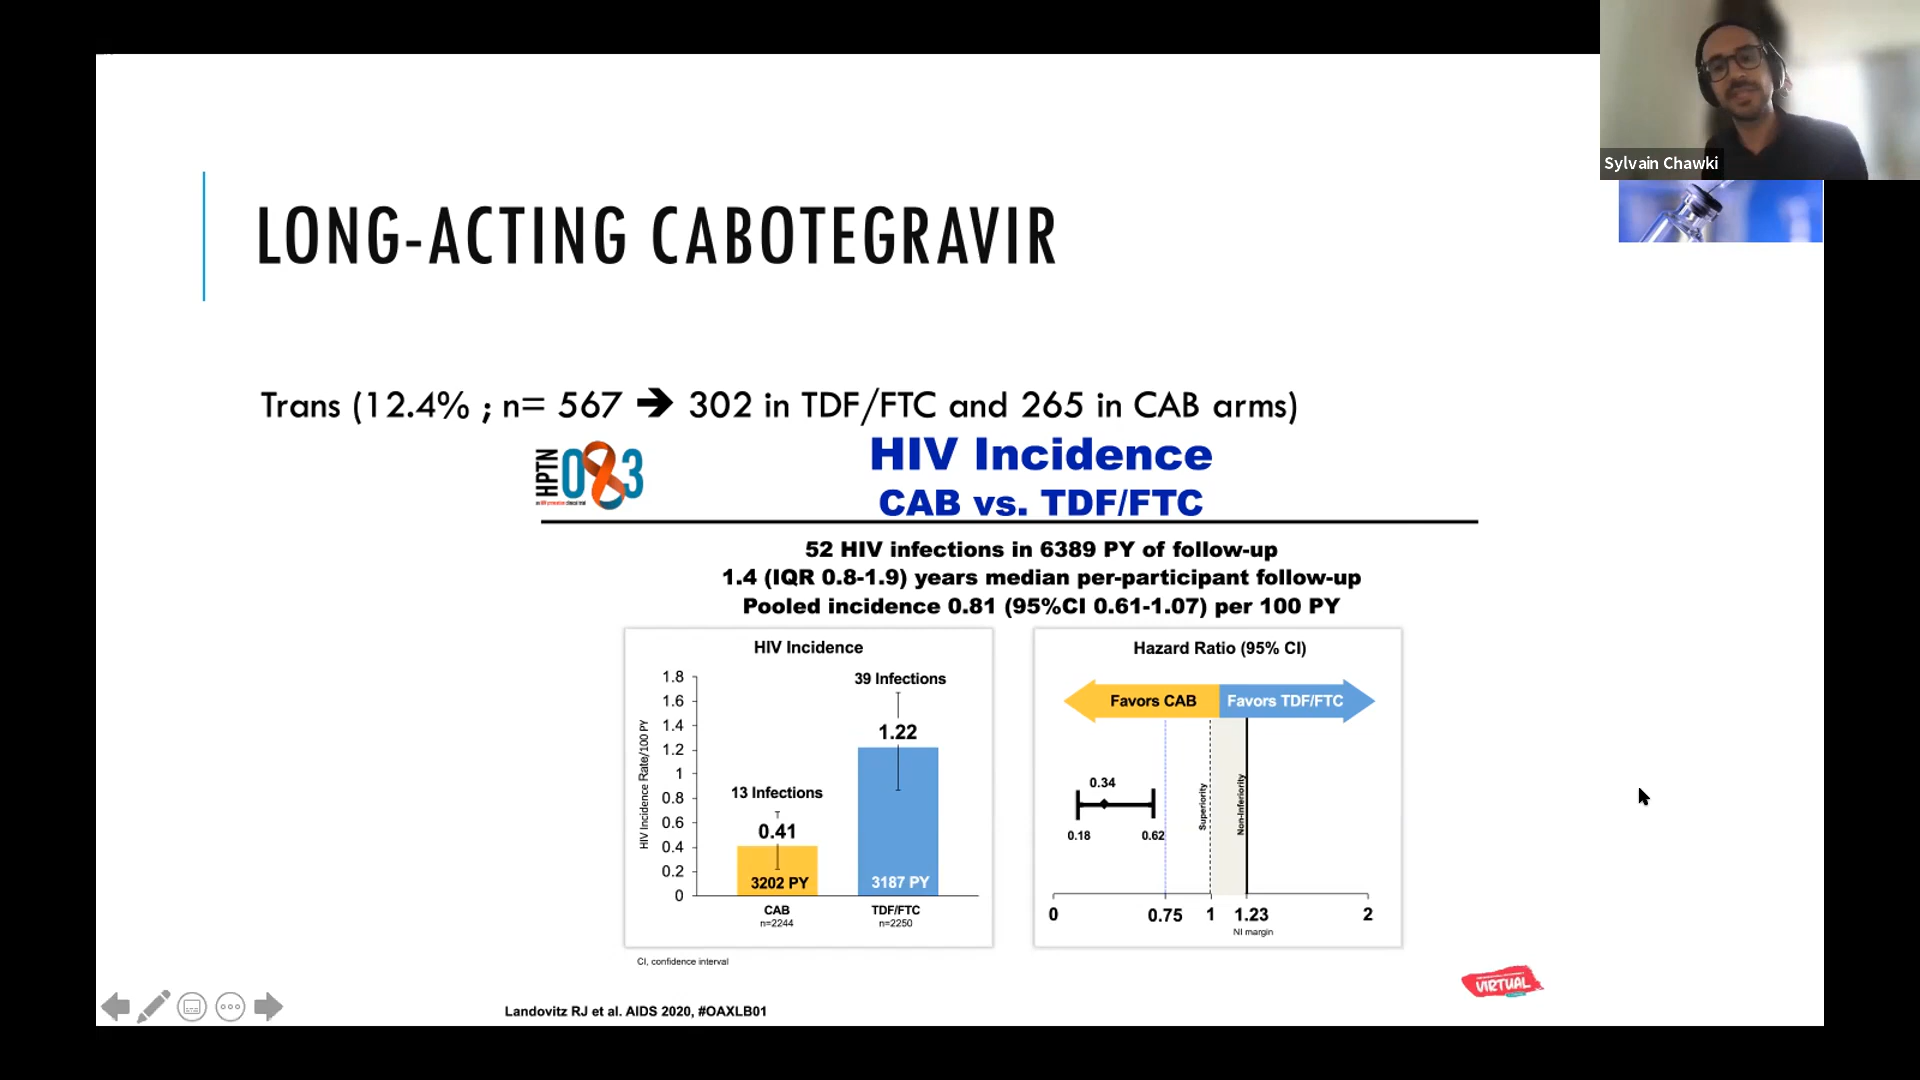 Sylvain Chawki
LONG-ACTING CABOTEGRAVIR
Trans (12.4% ; n= 567 ➔ 302 in TDF/FTC and 265 in CAB arms)
HPTN 083
HIV Incidence
CAB vs. TDF/FTC
52 HIV infections in 6389 PY of follow-up
1.4 (IQR 0.8-1.9) years median per-participant follow-up
Pooled incidence 0.81 (95%CI 0.61-1.07) per 100 PY
HIV Incidence
HIV Incidence Rate/100 PY
1.8
1.6
1.4
1.2
1
0.8
0.6
0.4
0.2
0
39 Infections
1.22
13 Infections
0.41
3202 PY
3187 PY
CAB
n=2244
TDF/FTC
n=2250
Hazard Ratio (95% CI)
Favors CAB
Favors TDF/FTC
0.34
0.18
0.62
Superiority
Non-Inferiority
0
0.75
1
1.23
2
NI margin
CI, confidence interval
VIRTUAL
Landovitz RJ et al. AIDS 2020, #OAXLB01